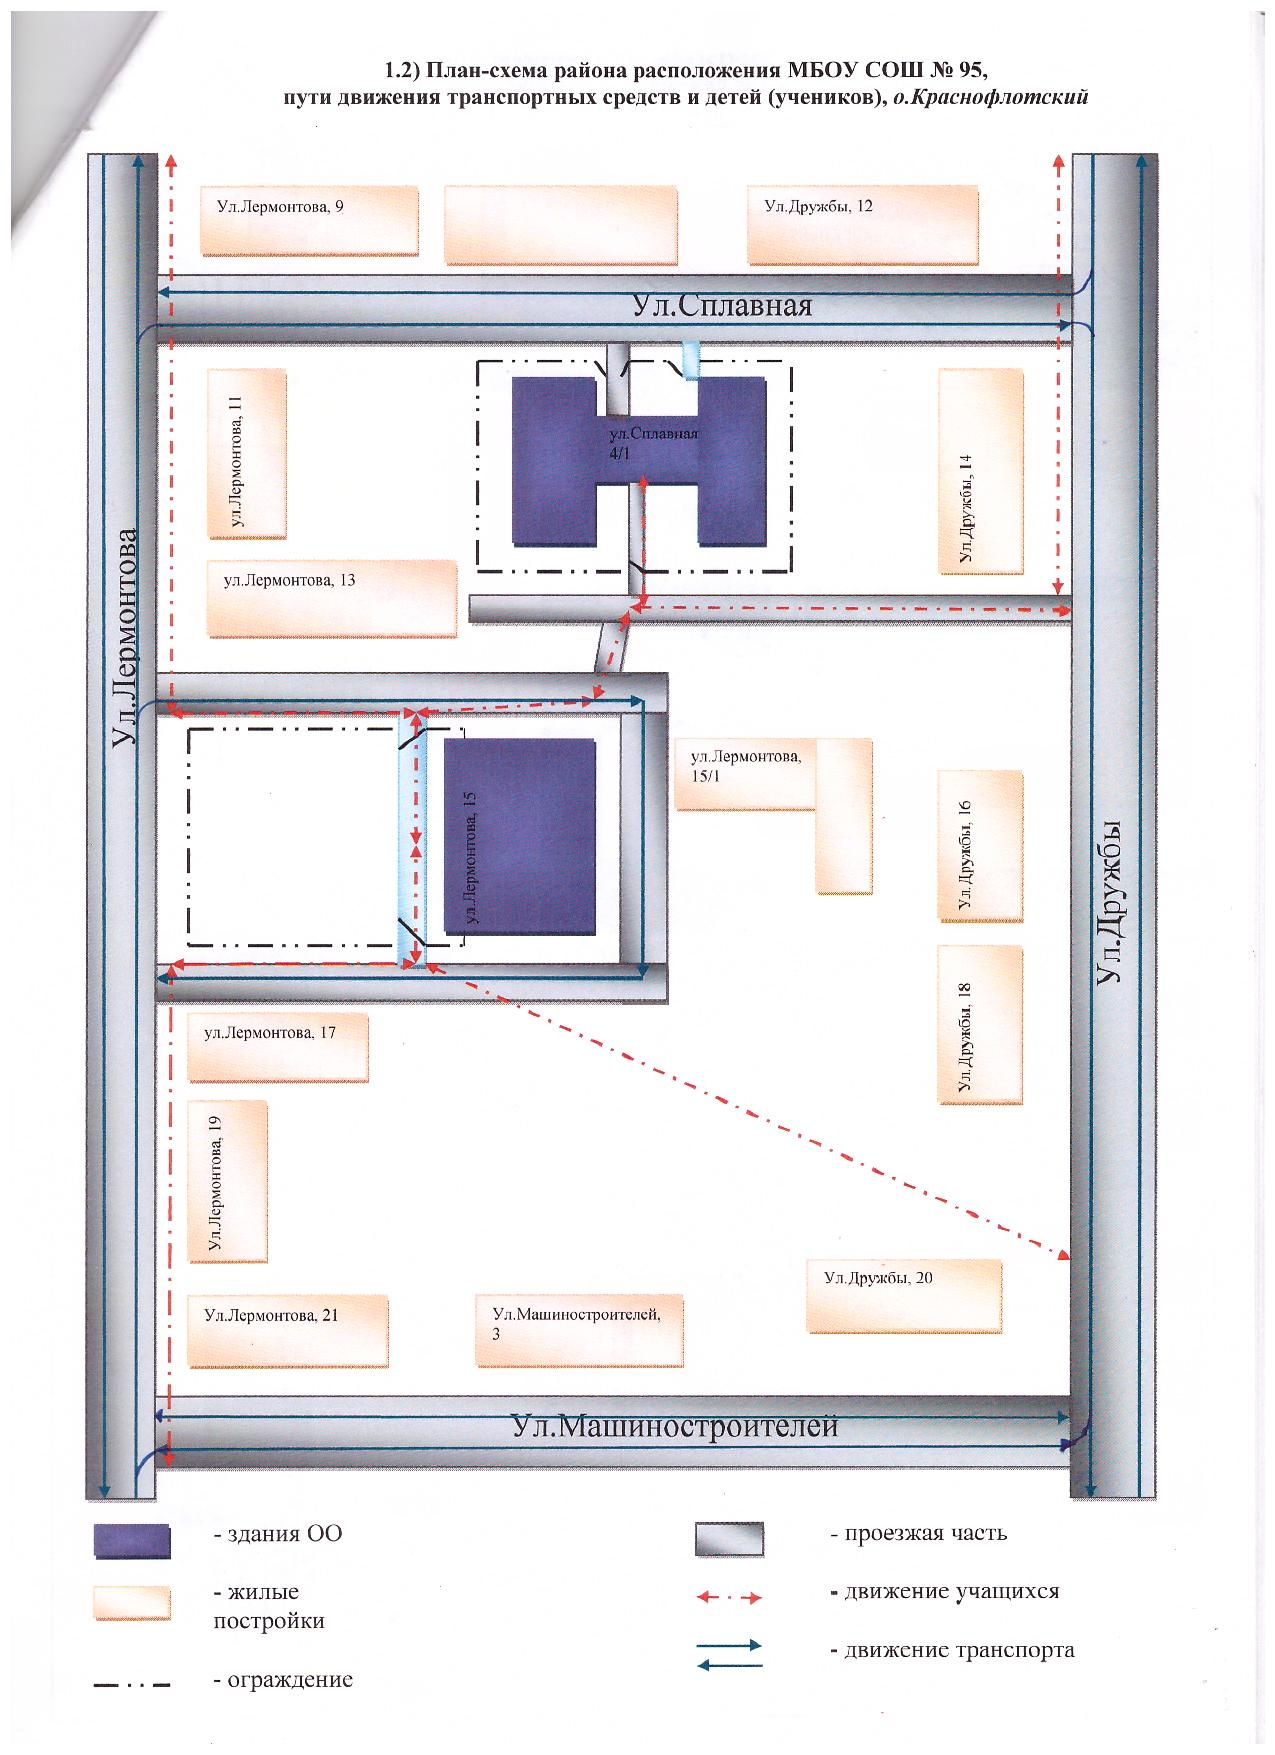 1.2) План-схема района расположения МБОУ СОШ № 95,
пути движения транспортных средств и детей (учеников), о.Краснофлотский
Ул.Лермонтова, 9
Ул.Дружбы, 12
Ул.Сплавная
ул.Лермонтова, 11
ул.Сплавная
4/1
Ул.Дружбы, 14
ул.Лермонтова, 13
Ул.Лермонтова
ул.Лермонтова, 15
ул.Лермонтова,
15/1
Ул.Дружбы, 16
Ул.Дружбы
Ул.Дружбы, 18
ул.Лермонтова, 17
Ул.Лермонтова, 19
Ул.Дружбы, 20
Ул.Лермонтова, 21
Ул.Машиностроителей,
3
Ул.Машиностроителей
- здания ОО
- проезжая часть
- жилые
постройки
- движение учащихся
- движение транспорта
- ограждение